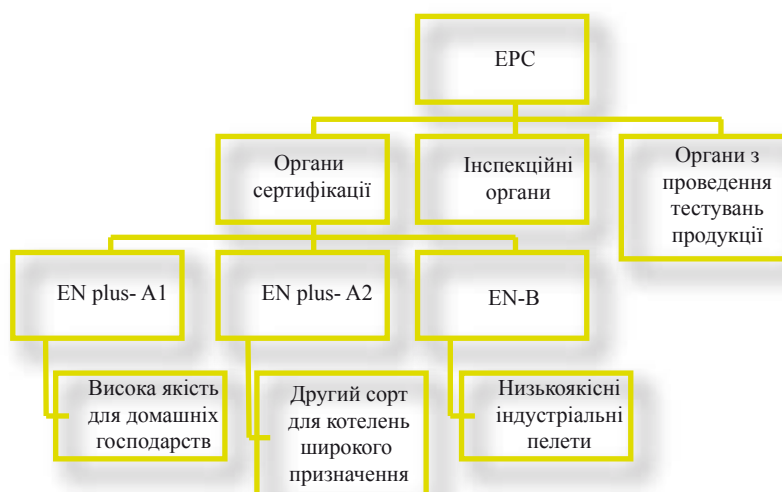 EPC
Органи
сертифікації
Інспекційні
органи
Органи з
проведення
тестувань
продукції
EN plus- A1
EN plus- A2
EN-B
Висока якість
для домашніх
господарств
Другий сорт
для котелень
широкого
призначення
Низькоякісні
індустріальні
пелети